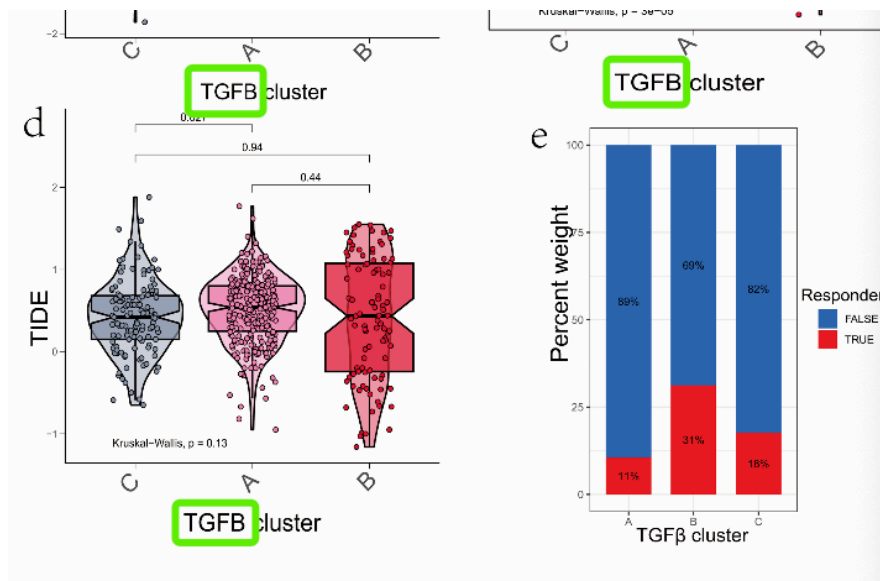 -2
C
A
B
TGFB cluster
Kruskal-Wallis, p = 3e-05
C
A
B
TGFB cluster
d
0.94
0.44
2
1
0
-1
TIDE
Kruskal-Wallis, p = 0.13
C
A
B
TGFB cluster
e
100
75
50
25
0
Percent weight
89%
69%
82%
11%
31%
18%
A
B
C
TGFβ cluster
Responder
FALSE
TRUE